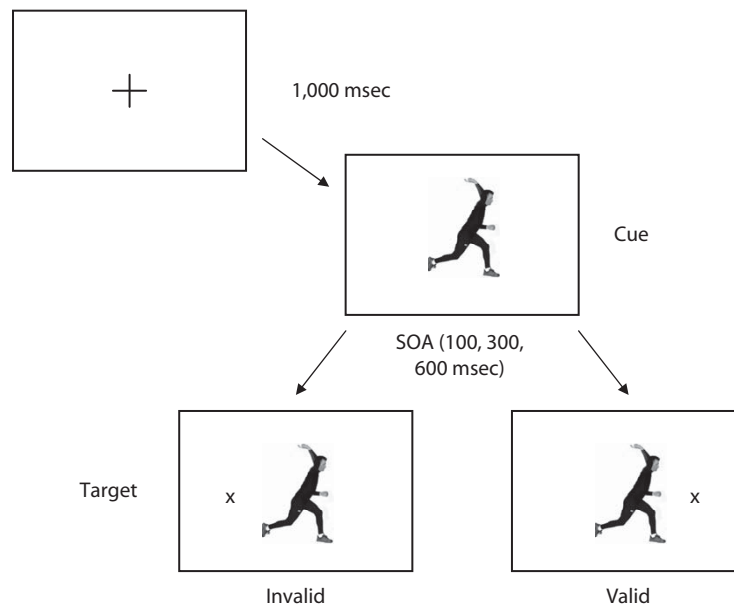 1,000 msec
Cue
SOA (100, 300,
600 msec)
Target
x
x
Invalid
Valid